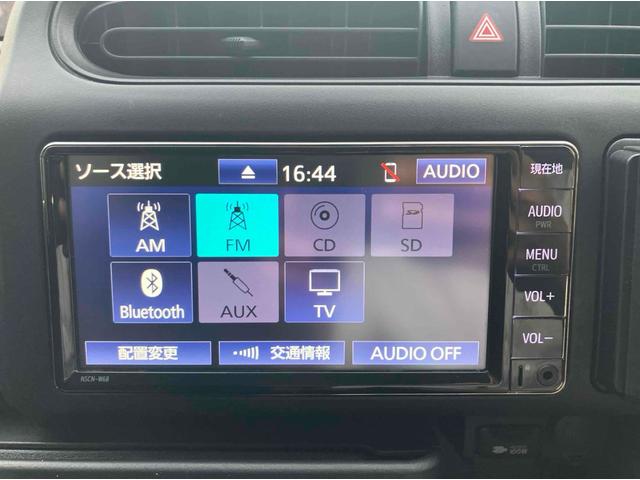 ソース選択
16:44
AUDIO
AM
FM
CD
SD
Bluetooth
AUX
TV
配置変更
交通情報
AUDIO OFF
NSCN-W68
現在地
AUDIO
PWR
MENU
CTRL
VOL+
VOL−